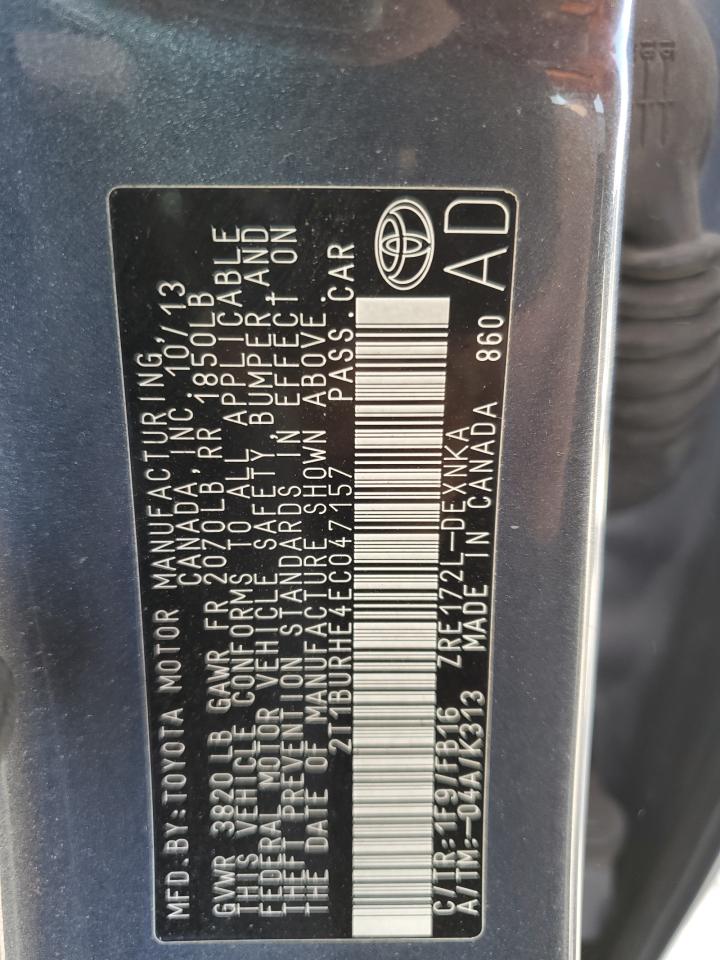 MFD.BY:TOYOTA MOTOR MANUFACTURING,
CANADA, INC. 10/13
GVWR 3820LB GAWR FR 2070LB, RR 1850LB
THIS VEHICLE CONFORMS TO ALL APPLICABLE
FEDERAL MOTOR VEHICLE SAFETY, BUMPER AND
THEFT PREVENTION STANDARDS IN EFFECT ON
THE DATE OF MANUFACTURE SHOWN ABOVE.
2T1BURHE4EC047157 PASS.CAR
C/TR:1F9/FB16 ZRE172L-DEXNKA 860
A/TM:-04A/K313 MADE IN CANADA
AD